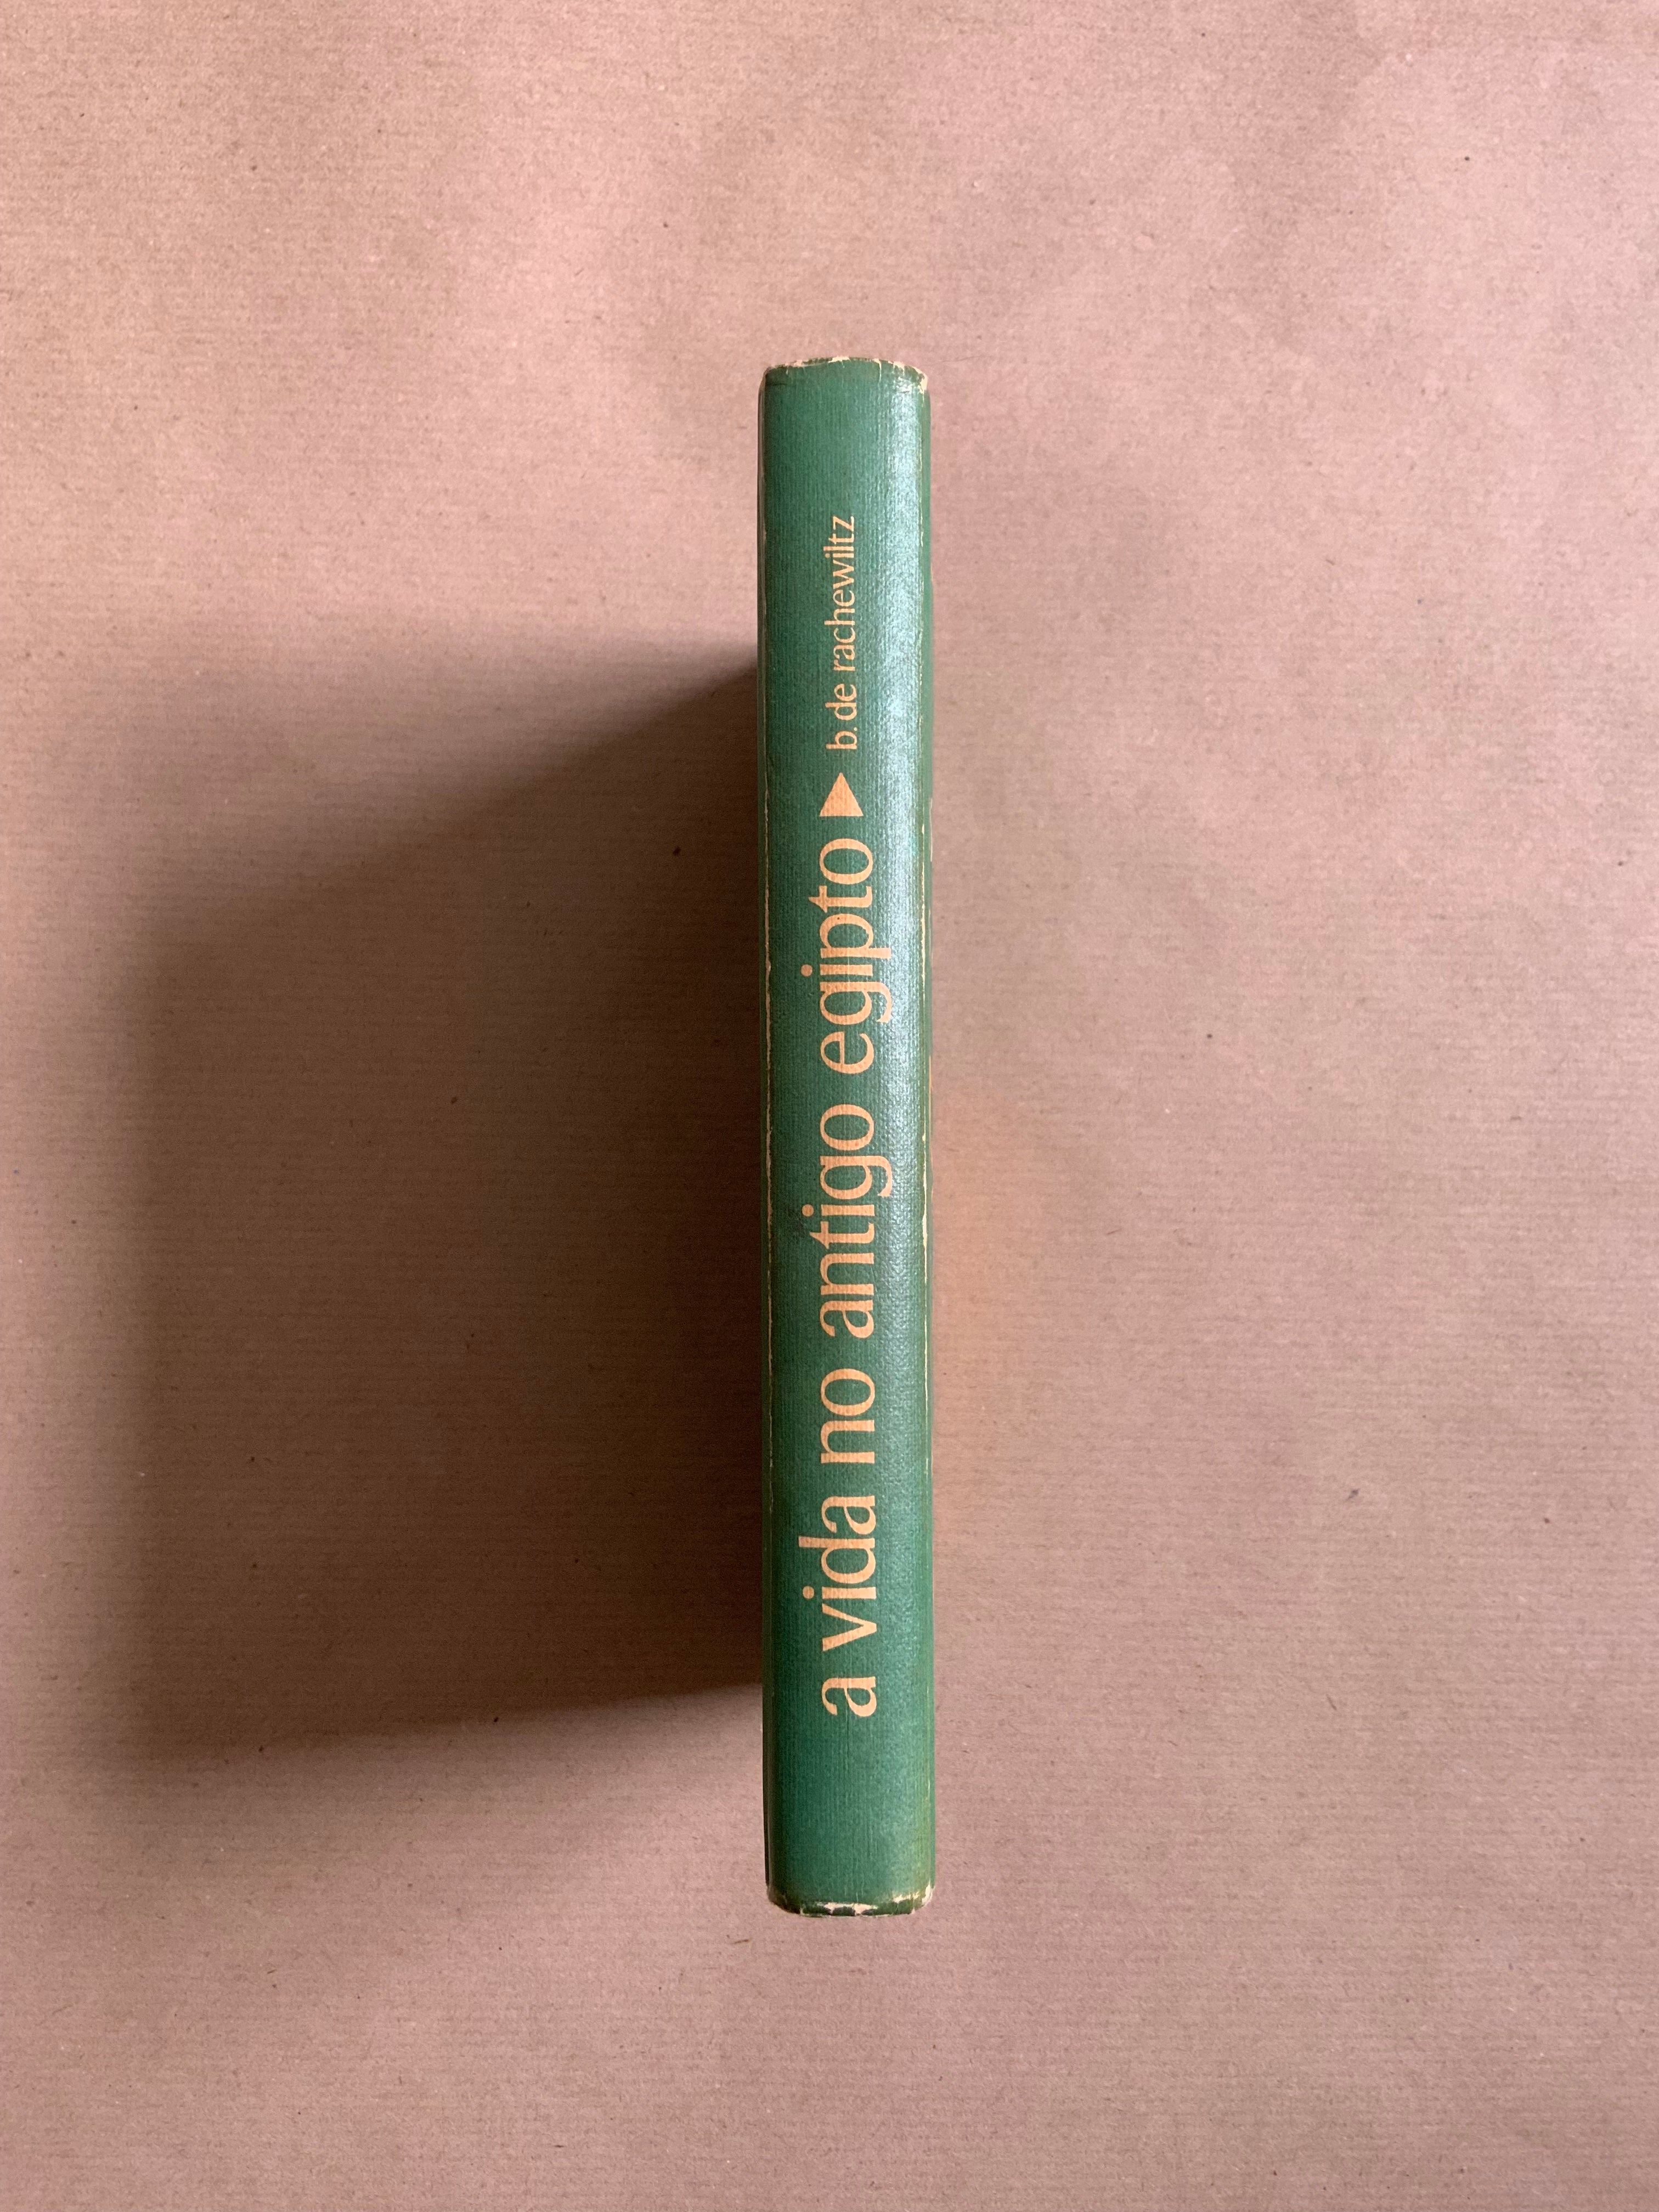 a vida no antigo egipto ▶ b. de rachewiltz